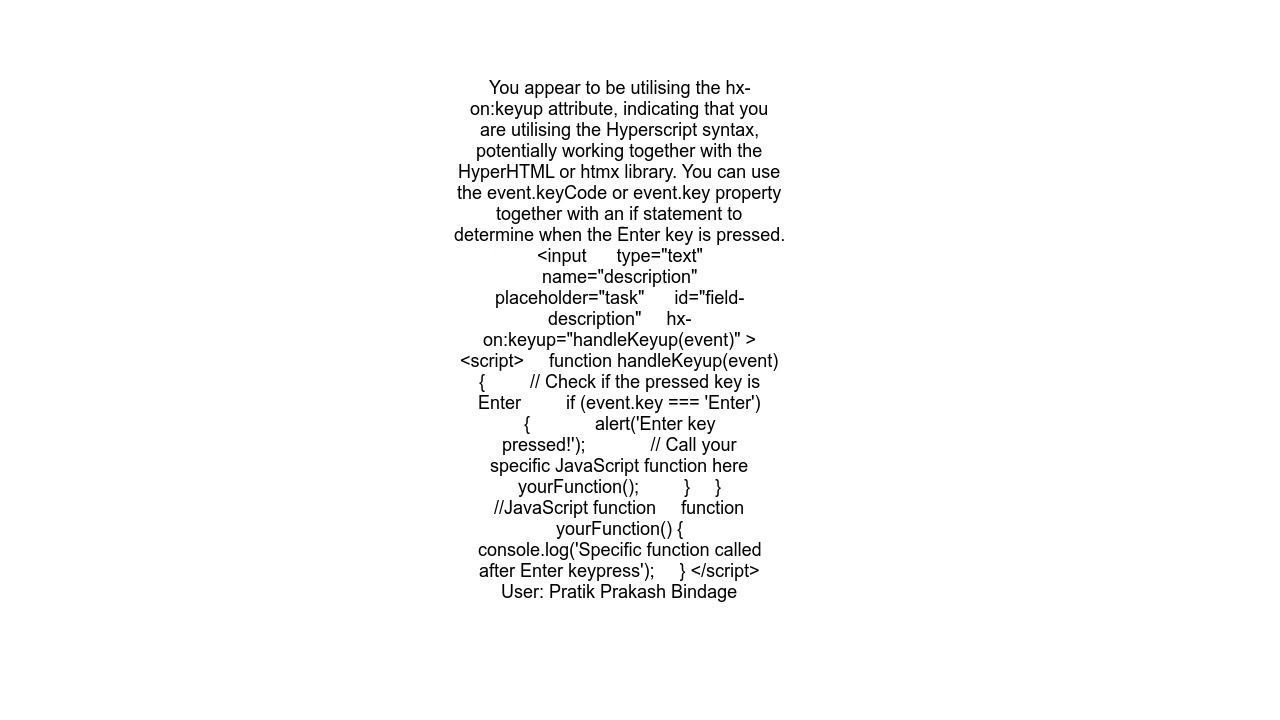 You appear to be utilising the hx-
on:keyup attribute, indicating that you
are utilising the Hyperscript syntax,
potentially working together with the
HyperHTML or htmx library. You can use
the event.keyCode or event.key property
together with an if statement to
determine when the Enter key is pressed.
<input      type="text"
name="description"
placeholder="task"      id="field-
description"     hx-
on:keyup="handleKeyup(event)" >
<script>     function handleKeyup(event)
{         // Check if the pressed key is
Enter         if (event.key === 'Enter')
{             alert('Enter key
pressed!');             // Call your
specific JavaScript function here
yourFunction();         }     }
//JavaScript function     function
yourFunction() {
console.log('Specific function called
after Enter keypress');     } </script>
User: Pratik Prakash Bindage